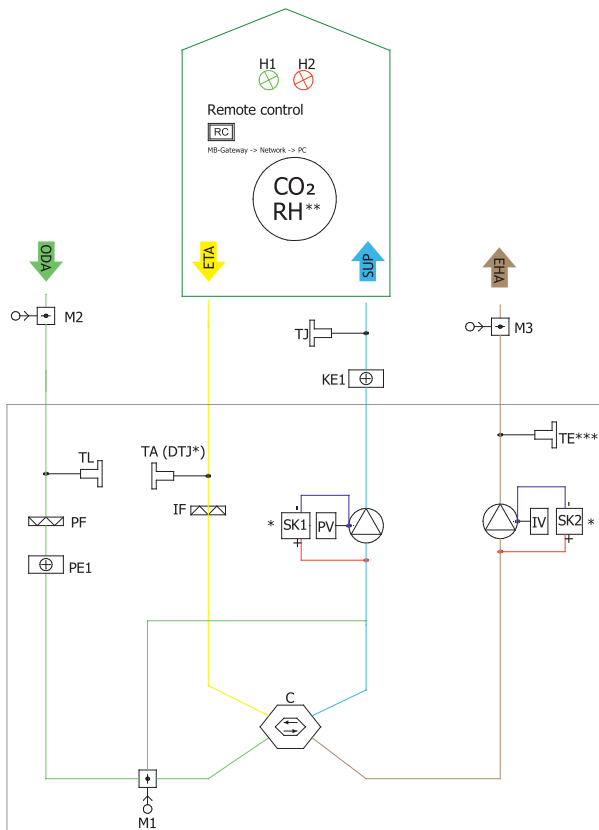 H1 H2
Remote control
RC
MB-Gateway -> Network -> PC
CO₂
RH**
ODA
ETA
SUP
EHA
M2
TJ
M3
KE1
TL
TA (DTJ*)
TE***
PF
IF
* SK1 PV
IV SK2 *
- +
- +
PE1
C
M1